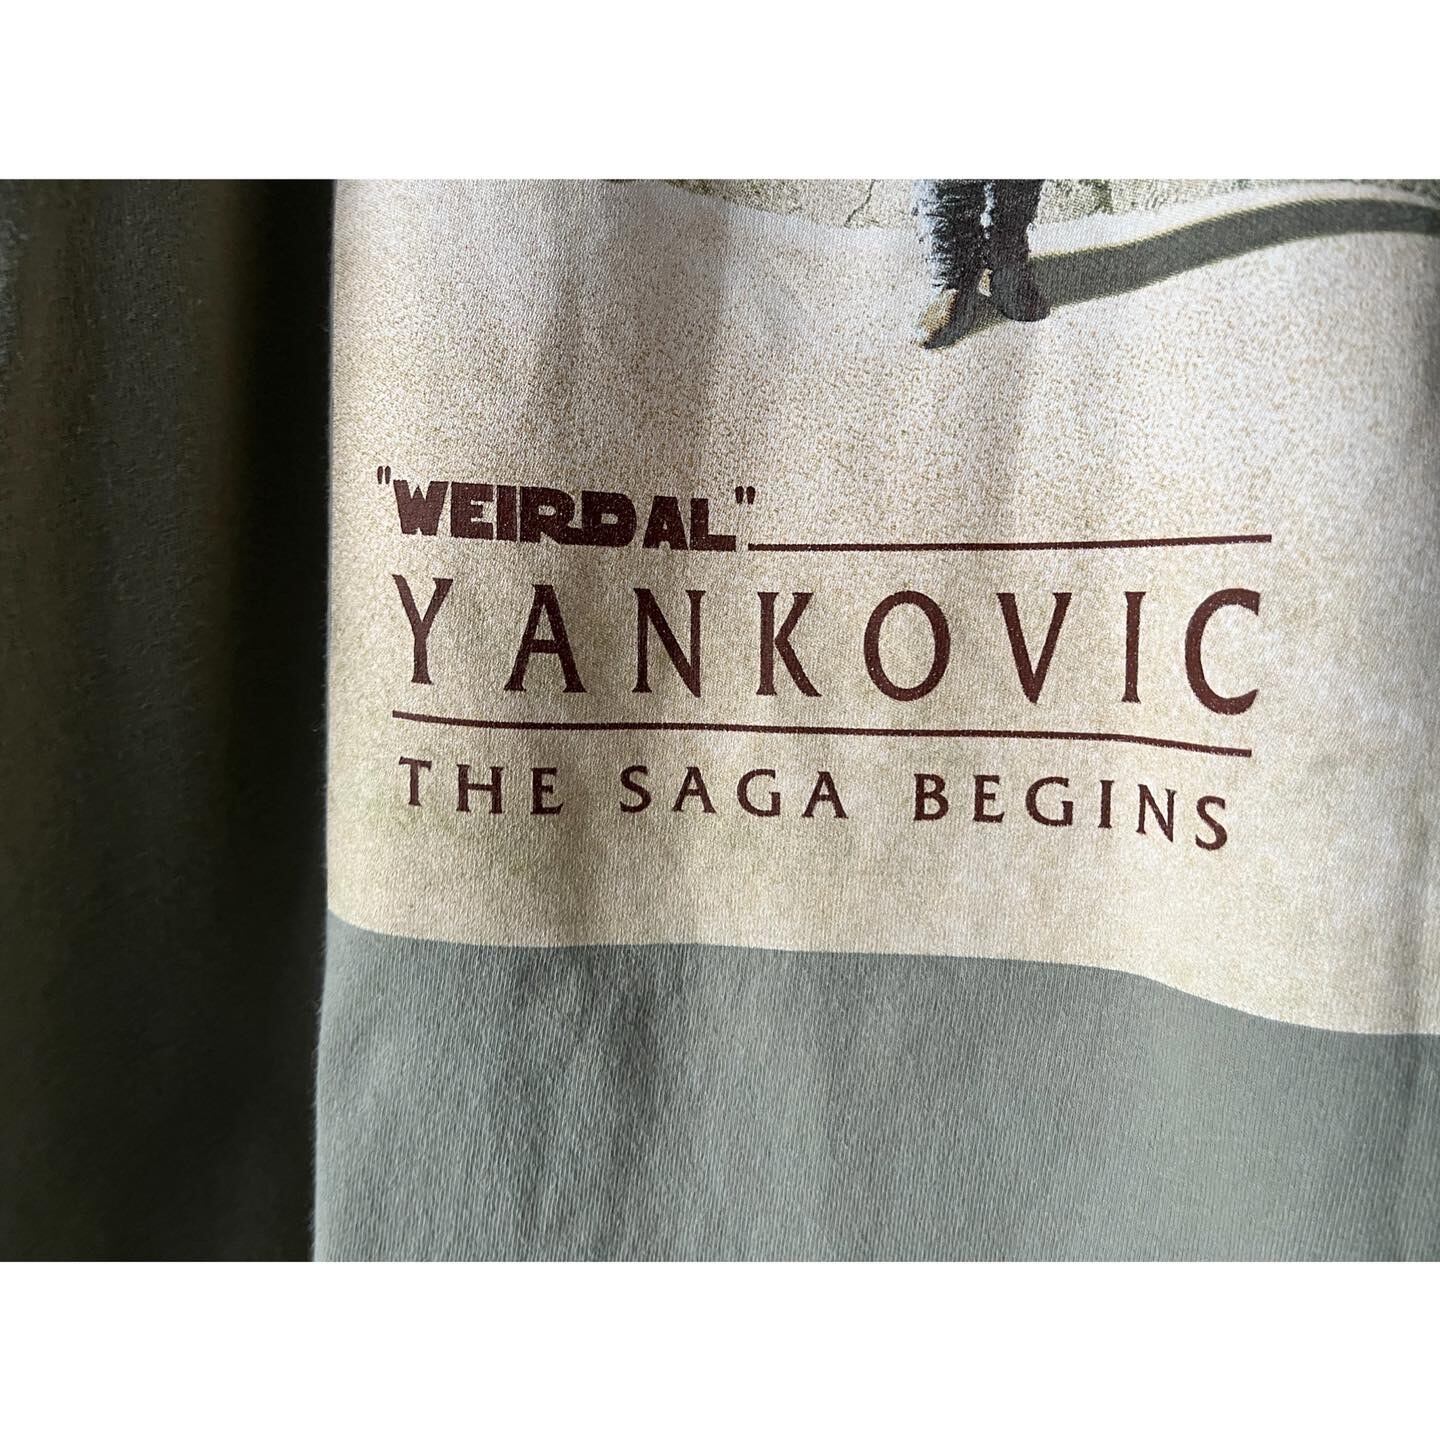 "WEIRD AL"
YANKOVIC
THE SAGA BEGINS